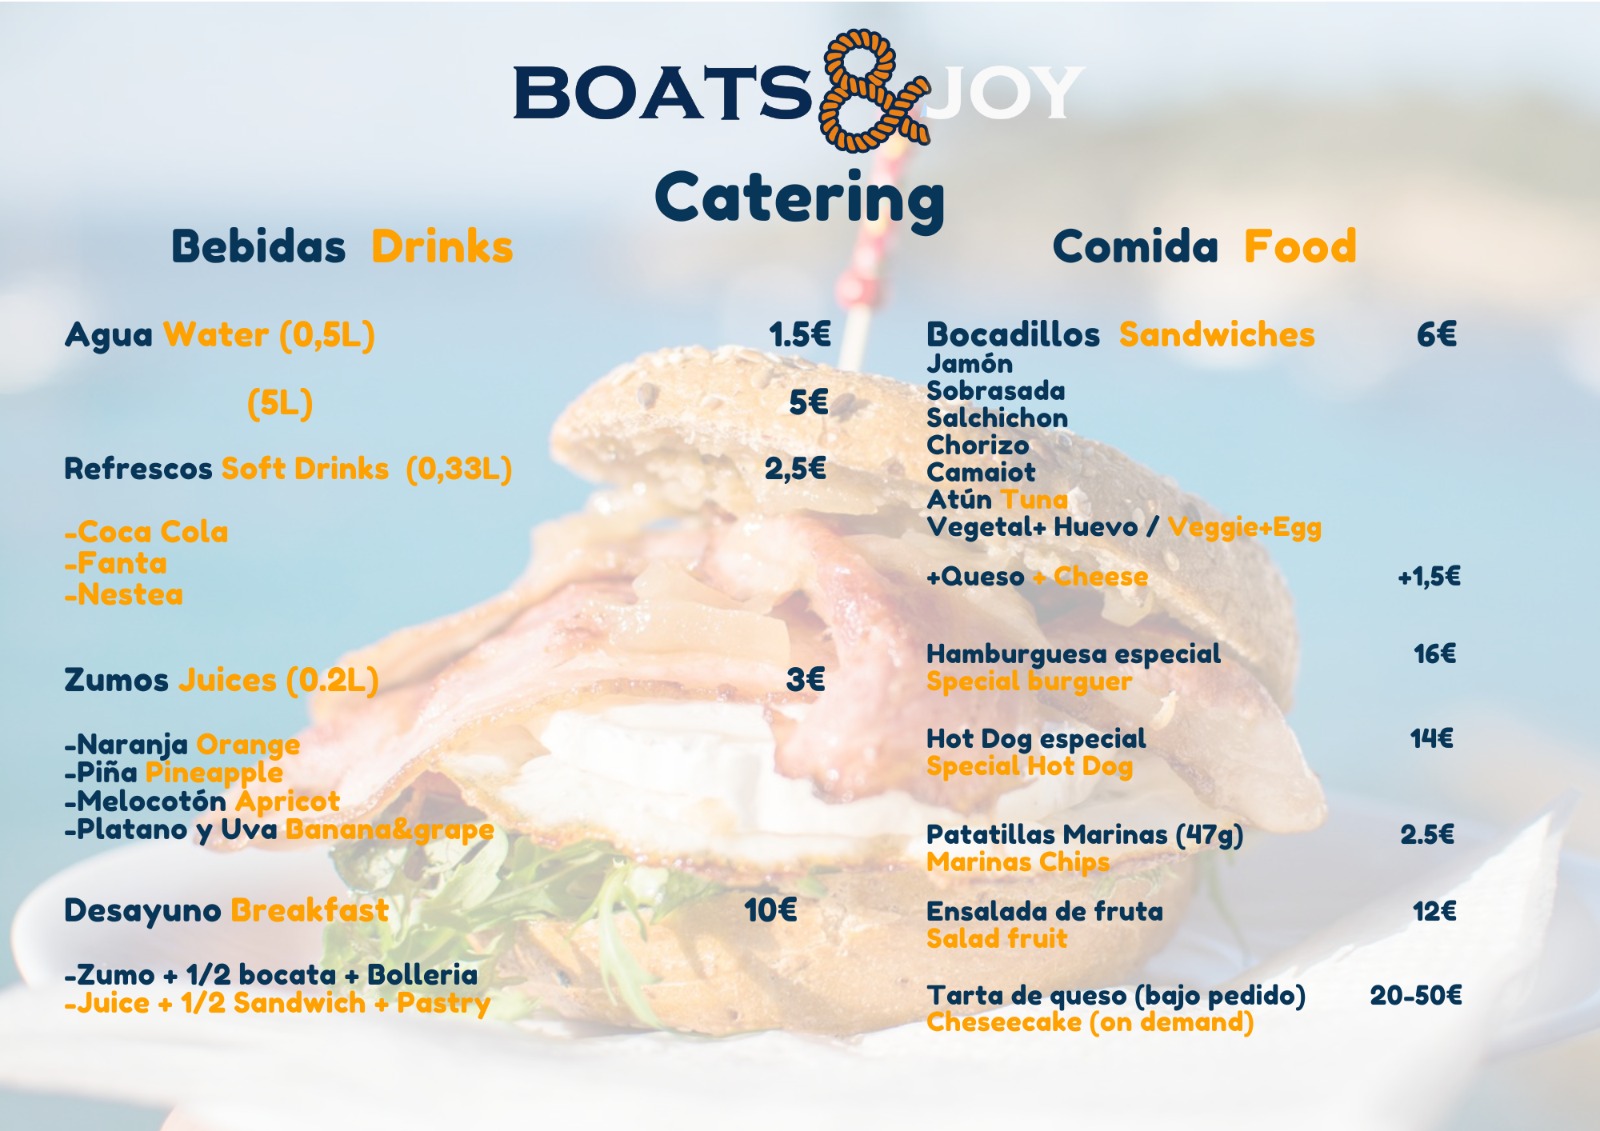 BOATS & JOY
Catering
Bebidas Drinks
Agua Water (0,5L) 1.5€
(5L) 5€
Refrescos Soft Drinks (0,33L) 2,5€
-Coca Cola
-Fanta
-Nestea
Zumos Juices (0.2L) 3€
-Naranja Orange
-Piña Pineapple
-Melocotón Apricot
-Platano y Uva Banana&grape
Desayuno Breakfast 10€
-Zumo + 1/2 bocata + Bolleria
-Juice + 1/2 Sandwich + Pastry
Comida Food
Bocadillos Sandwiches 6€
Jamón
Sobrasada
Salchichon
Chorizo
Camaiot
Atún Tuna
Vegetal+ Huevo / Veggie+Egg
+Queso + Cheese +1,5€
Hamburguesa especial 16€
Special burguer
Hot Dog especial 14€
Special Hot Dog
Patatillas Marinas (47g) 2.5€
Marinas Chips
Ensalada de fruta 12€
Salad fruit
Tarta de queso (bajo pedido) 20-50€
Cheseecake (on demand)